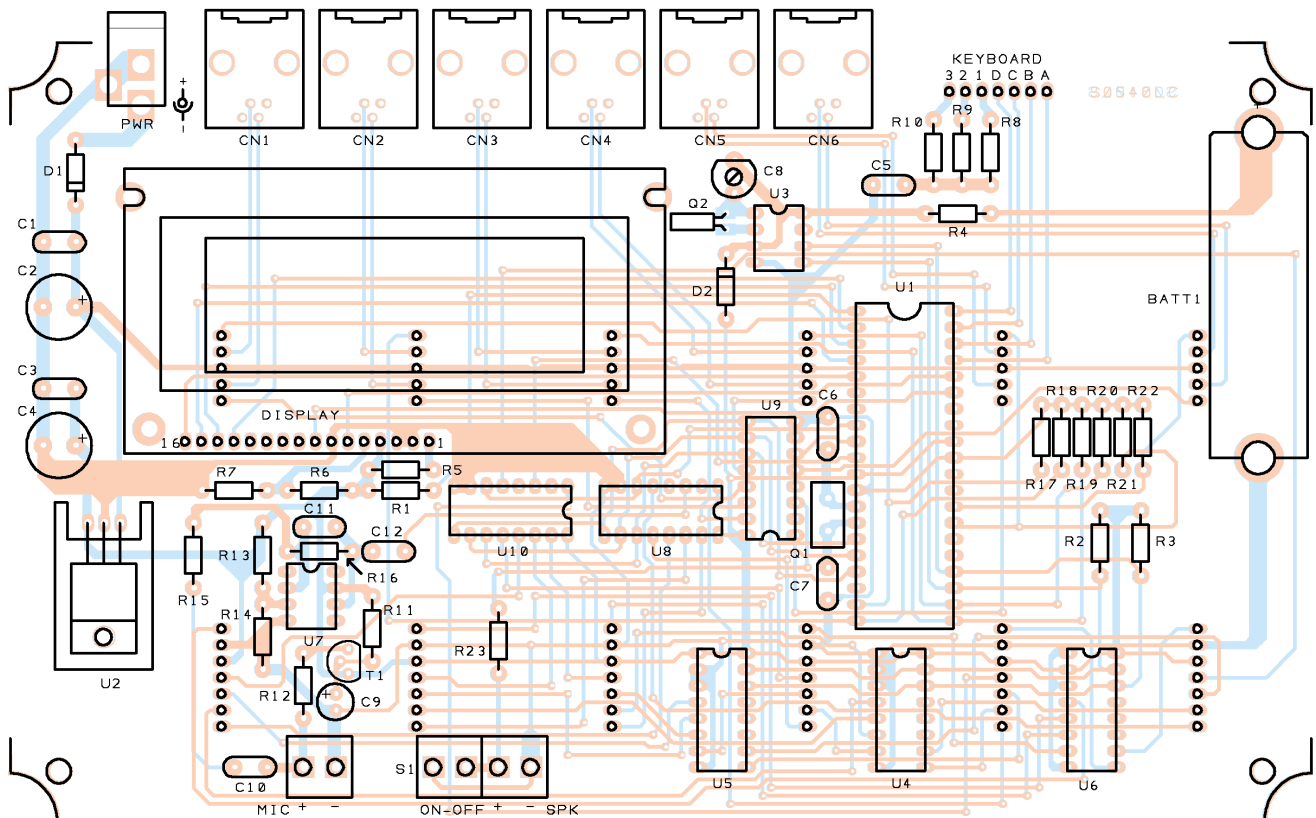 KEYBOARD
3 2 1 D C B A
+
-
PWR
CN1
CN2
CN3
CN4
CN5
CN6
R9
R10
R8
+
D1
C8
C5
U3
Q2
R4
C1
C2
+
D2
U1
BATT1
C3
C4
+
DISPLAY
16
1
C6
U9
R18
R20
R22
R7
R6
R5
R1
R17
R19
R21
C11
C12
U10
U8
Q1
R13
R2
R3
R16
C7
R15
R14
R11
U7
R23
T1
U2
R12
+
C9
S1
C10
U5
U4
U6
MIC + -
ON-OFF + - SPK